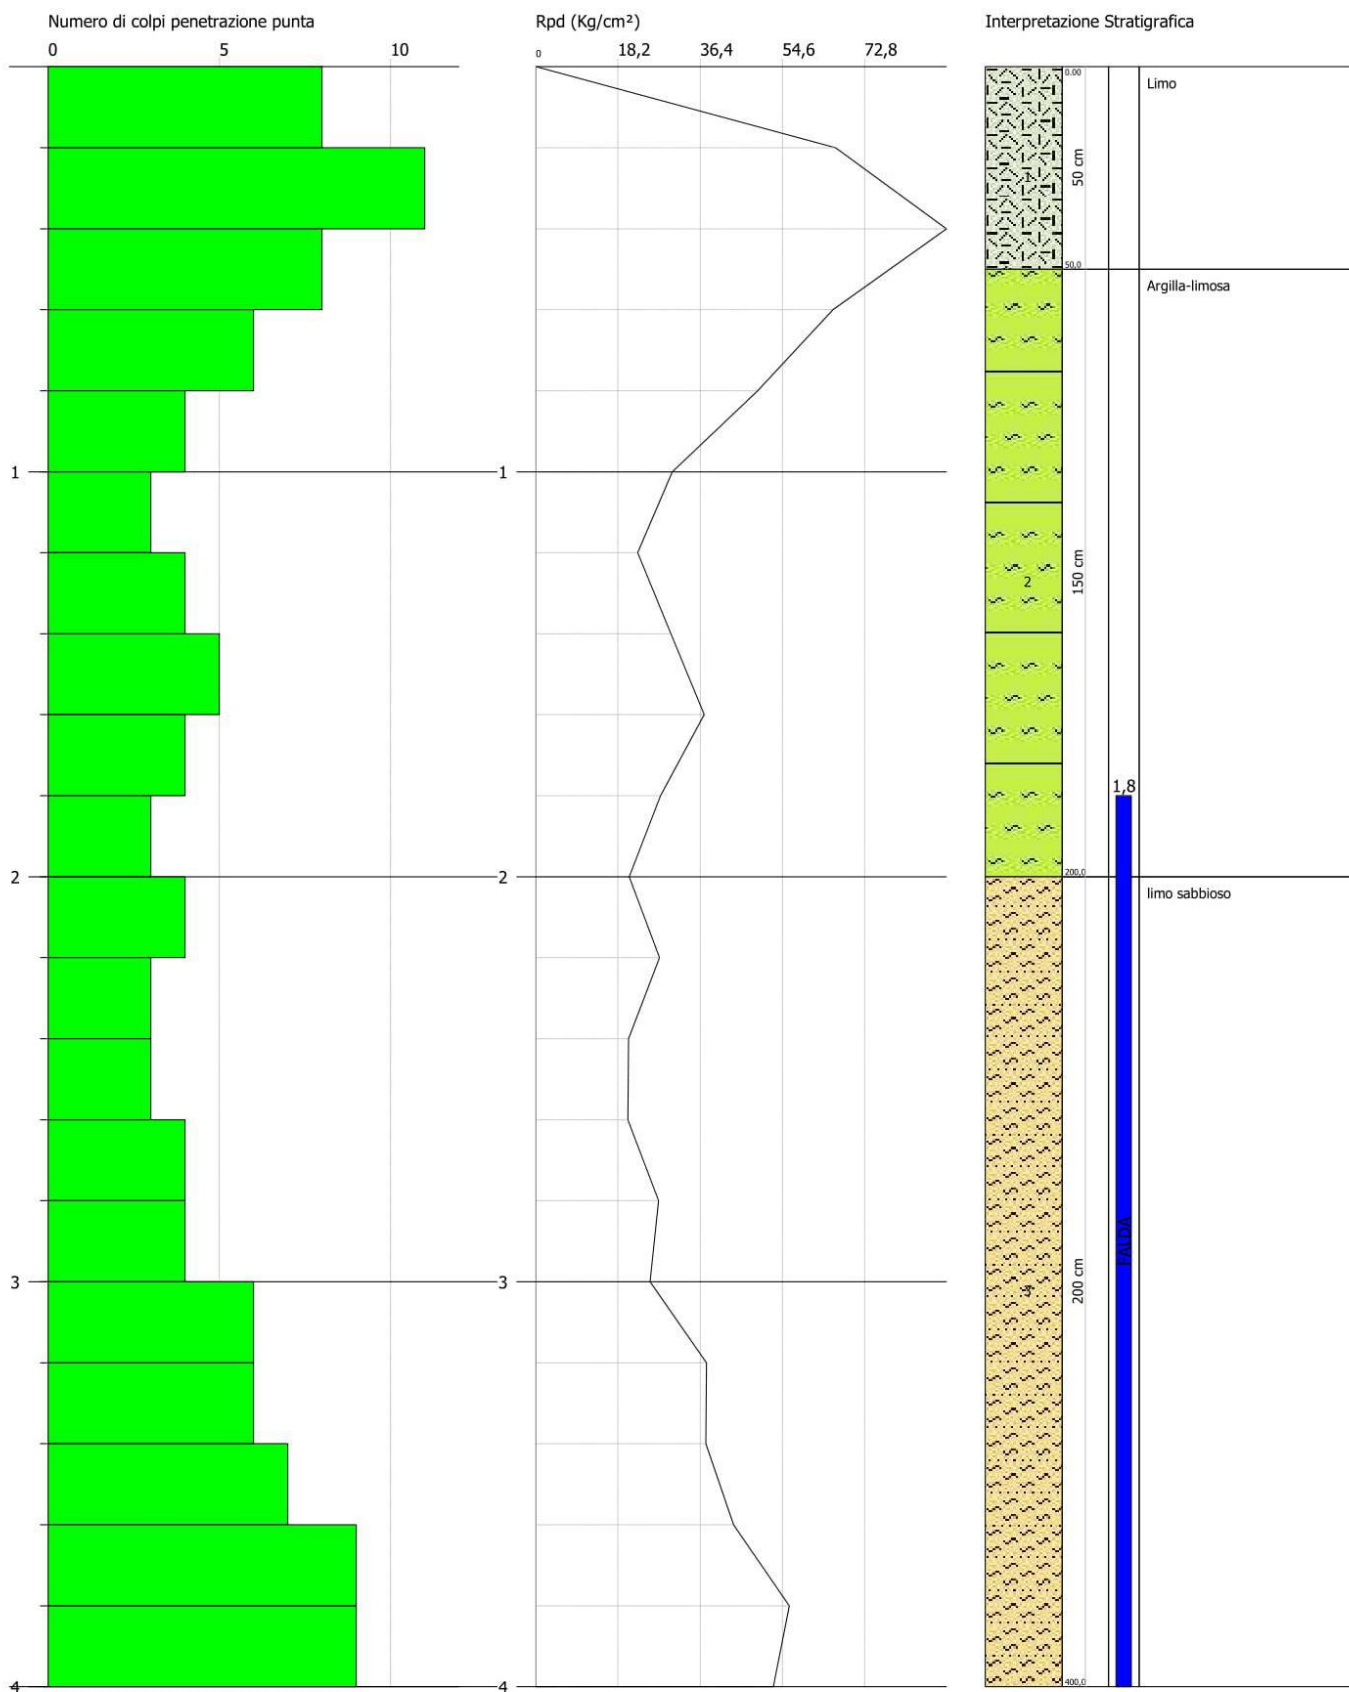 Numero di colpi penetrazione punta
Rpd (Kg/cm²)
Interpretazione Stratigrafica
0 5 10
0 18,2 36,4 54,6 72,8
0.00
Limo
1
50 cm
50,0
Argilla-limosa
1
1
2
150 cm
1,8
2
2
200,0
limo sabbioso
FALDA
3
3
3
200 cm
4
4
400,0